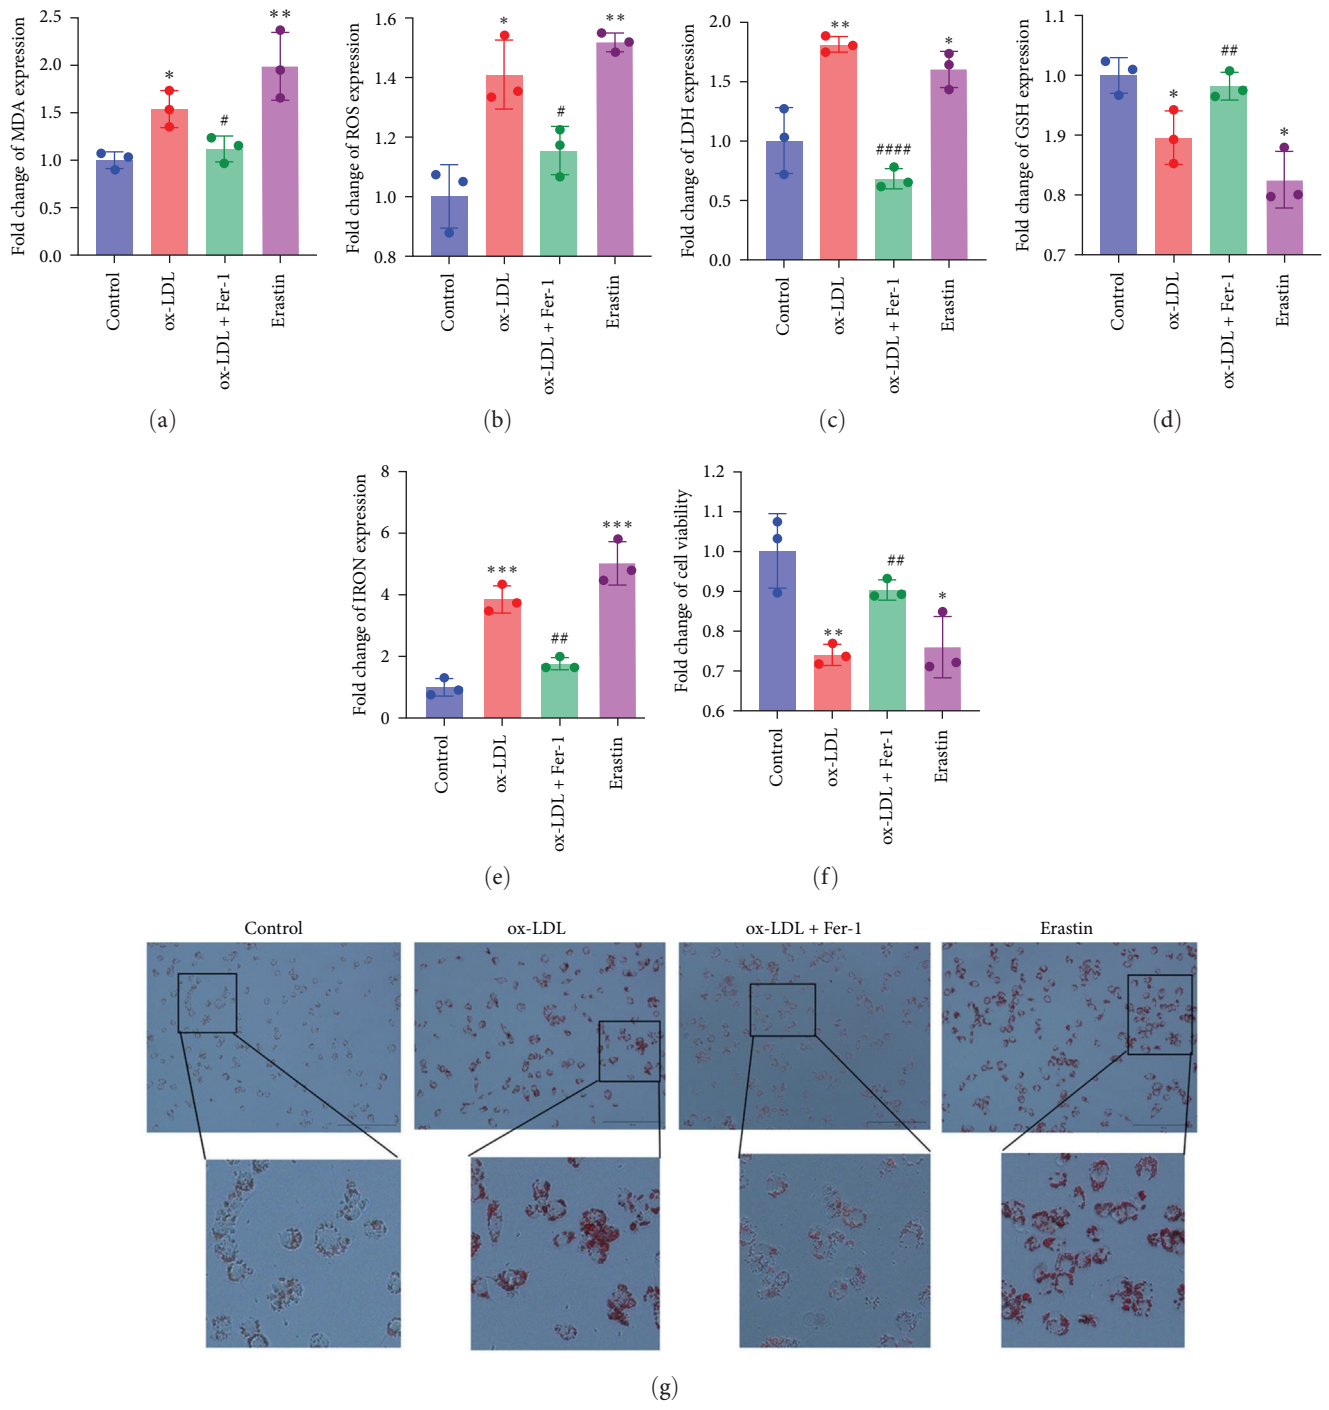 Fold change of MDA expression
2.5
2.0
1.5
1.0
0.5
0.0
*
#
**
Control
ox-LDL
ox-LDL + Fer-1
Erastin
(a)
Fold change of ROS expression
1.6
1.4
1.2
1.0
0.8
*
#
**
Control
ox-LDL
ox-LDL + Fer-1
Erastin
(b)
Fold change of LDH expression
2.0
1.5
1.0
0.5
0.0
**
####
*
Control
ox-LDL
ox-LDL + Fer-1
Erastin
(c)
Fold change of GSH expression
1.1
1.0
0.9
0.8
0.7
*
##
*
Control
ox-LDL
ox-LDL + Fer-1
Erastin
(d)
Fold change of IRON expression
8
6
4
2
0
***
##
***
Control
ox-LDL
ox-LDL + Fer-1
Erastin
(e)
Fold change of cell viability
1.2
1.1
1.0
0.9
0.8
0.7
0.6
**
##
*
Control
ox-LDL
ox-LDL + Fer-1
Erastin
(f)
Control
ox-LDL
ox-LDL + Fer-1
Erastin
(g)